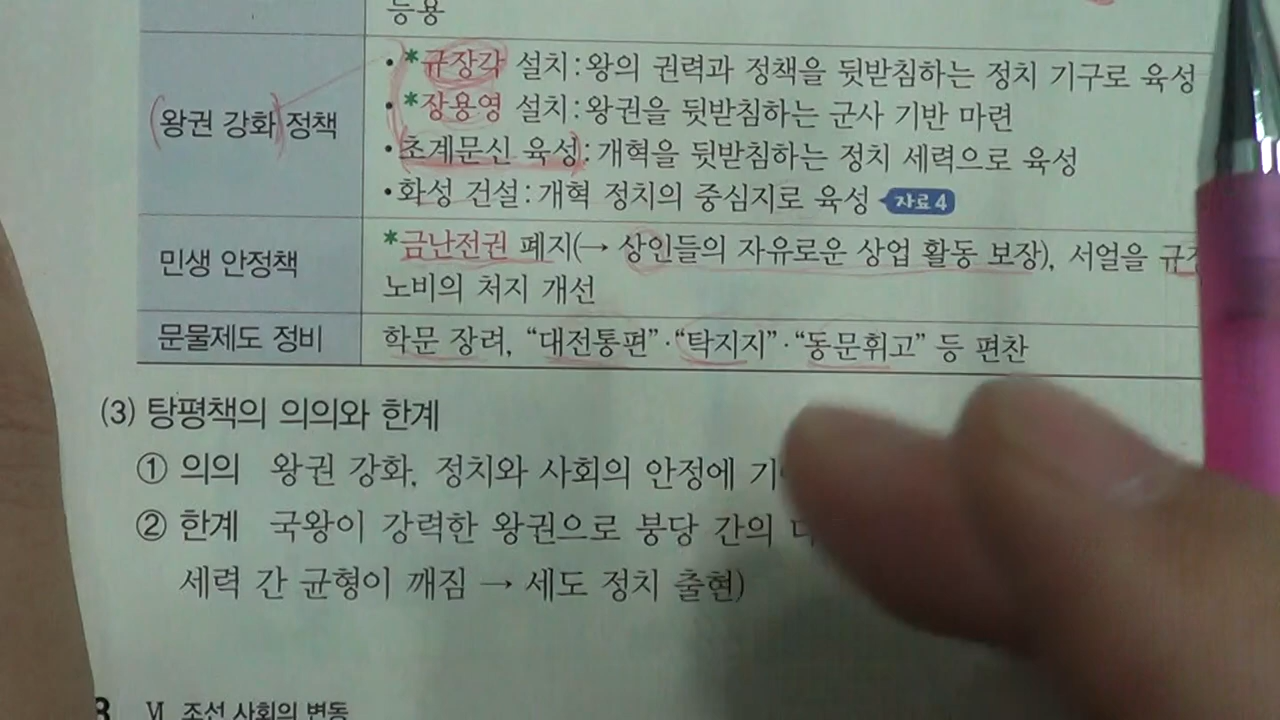 등용
왕권 강화 정책
• *규장각 설치: 왕의 권력과 정책을 뒷받침하는 정치 기구로 육성
• *장용영 설치: 왕권을 뒷받침하는 군사 기반 마련
• 초계문신 육성: 개혁을 뒷받침하는 정치 세력으로 육성
• 화성 건설: 개혁 정치의 중심지로 육성 자료 4
민생 안정책
*금난전권 폐지(→ 상인들의 자유로운 상업 활동 보장), 서얼을
노비의 처지 개선
문물제도 정비
학문 장려, “대전통편”·“탁지지”·“동문휘고” 등 편찬
(3) 탕평책의 의의와 한계
① 의의 왕권 강화, 정치와 사회의 안정에
② 한계 국왕이 강력한 왕권으로 붕당 간의
세력 간 균형이 깨짐 → 세도 정치 출현)
Ⅵ 조선 사회의 변동